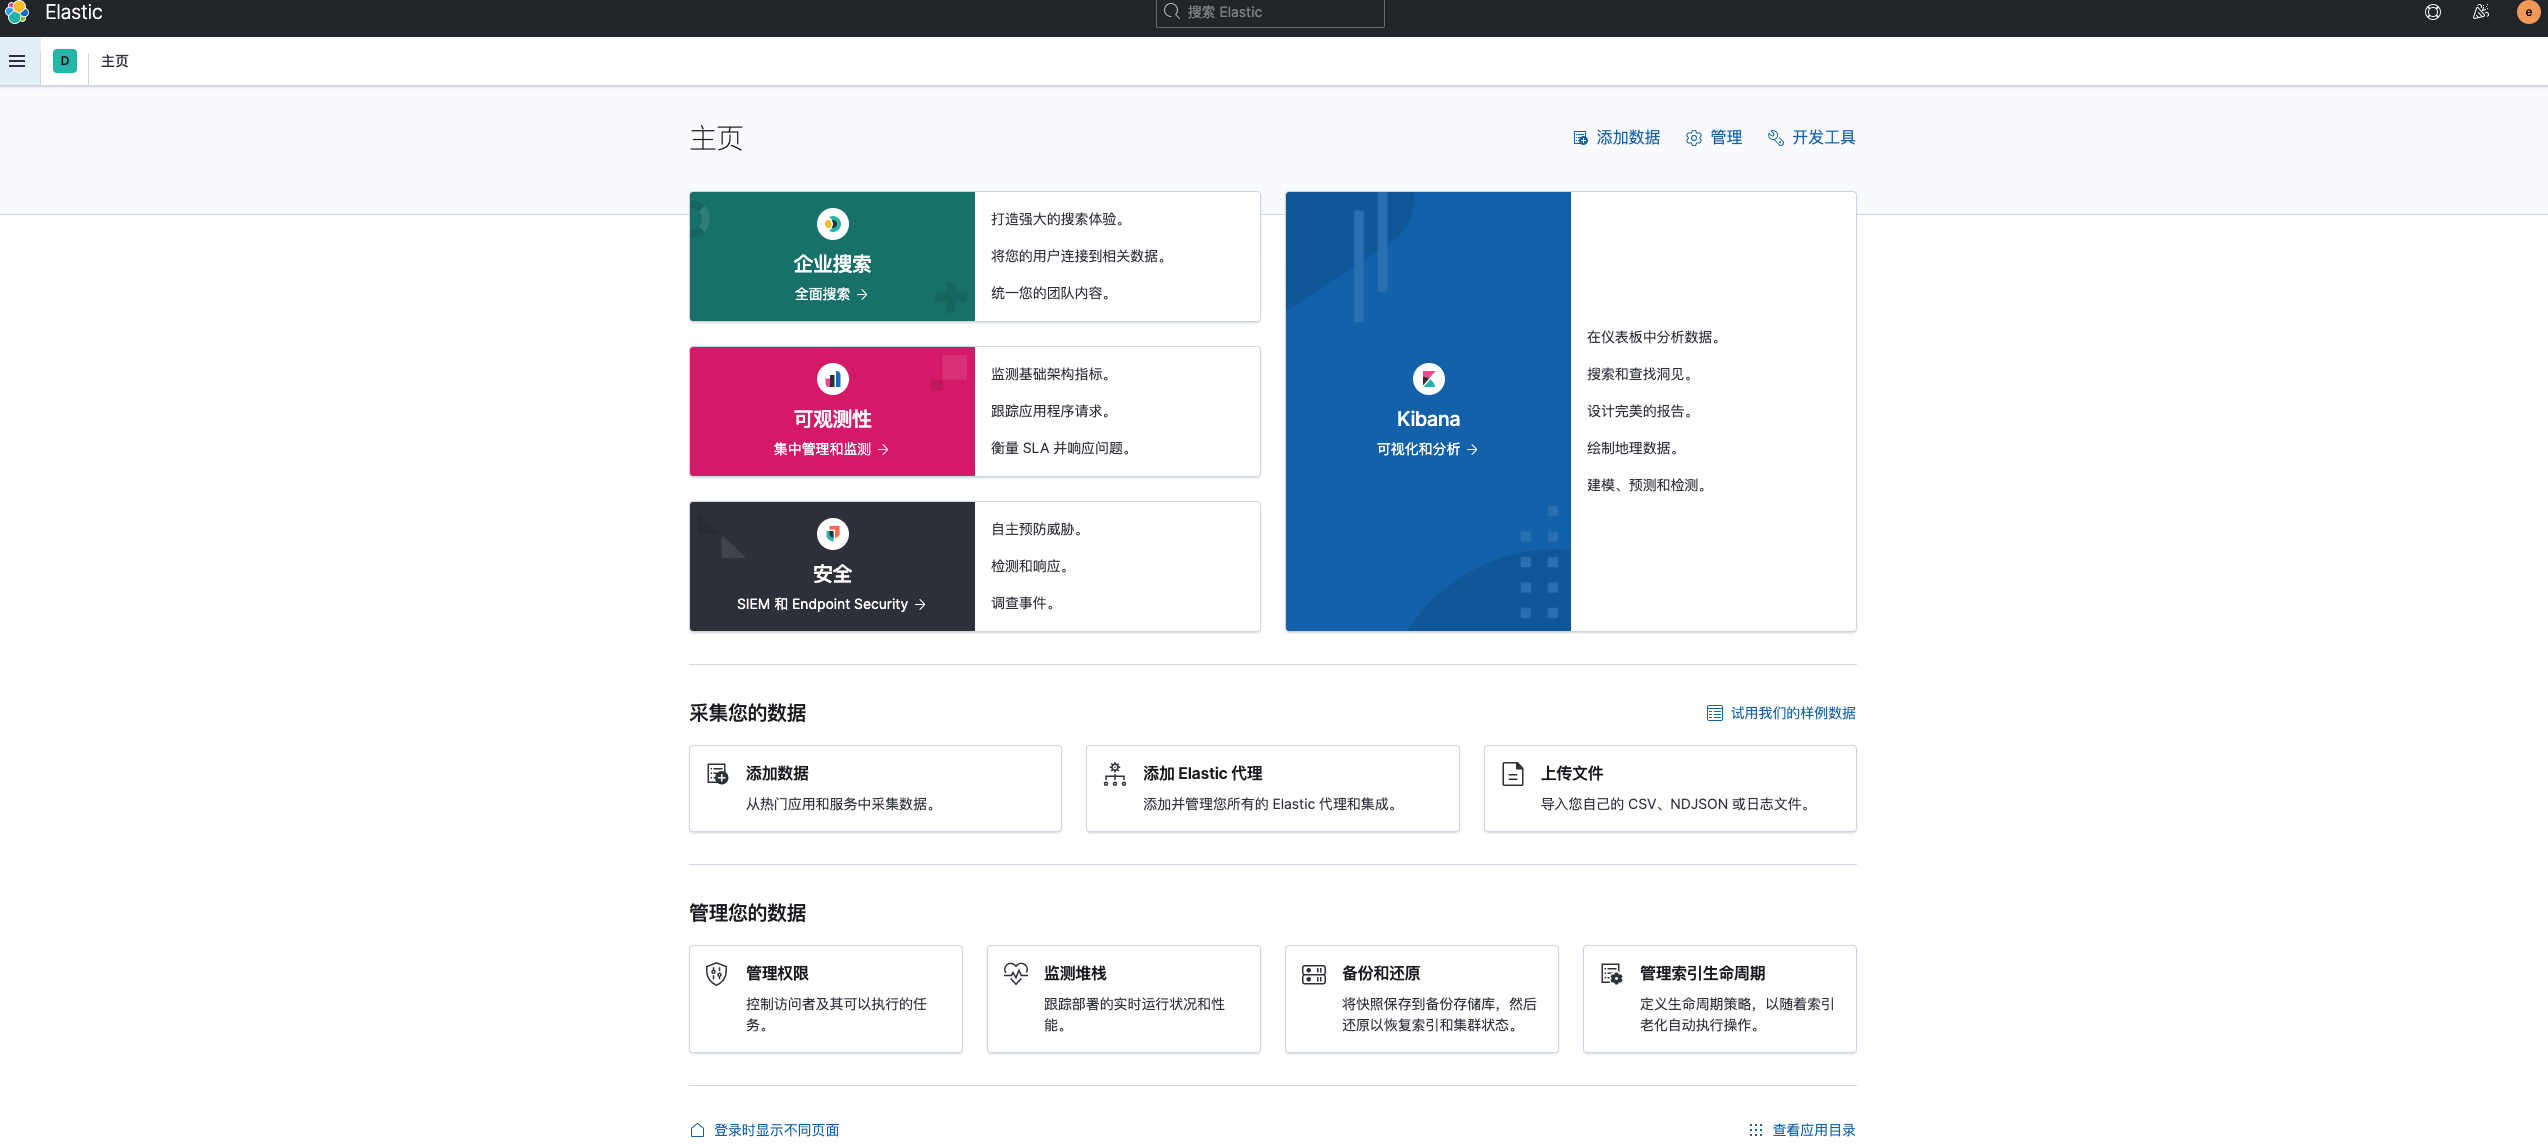 Elastic
搜索 Elastic
e
D
主页
主页
添加数据
管理
开发工具
企业搜索
全面搜索
打造强大的搜索体验。
将您的用户连接到相关数据。
统一您的团队内容。
可观测性
集中管理和监测
监测基础架构指标。
跟踪应用程序请求。
衡量 SLA 并响应问题。
安全
SIEM 和 Endpoint Security
自主预防威胁。
检测和响应。
调查事件。
Kibana
可视化和分析
在仪表板中分析数据。
搜索和查找洞见。
设计完美的报告。
绘制地理数据。
建模、预测和检测。
采集您的数据
试用我们的样例数据
添加数据
从热门应用和服务中采集数据。
添加 Elastic 代理
添加并管理您所有的 Elastic 代理和集成。
上传文件
导入您自己的 CSV、NDJSON 或日志文件。
管理您的数据
管理权限
控制访问者及其可以执行的任
务。
监测堆栈
跟踪部署的实时运行状况和性
能。
备份和还原
将快照保存到备份存储库，然后
还原以恢复索引和集群状态。
管理索引生命周期
定义生命周期策略，以随着索引
老化自动执行操作。
登录时显示不同页面
查看应用目录